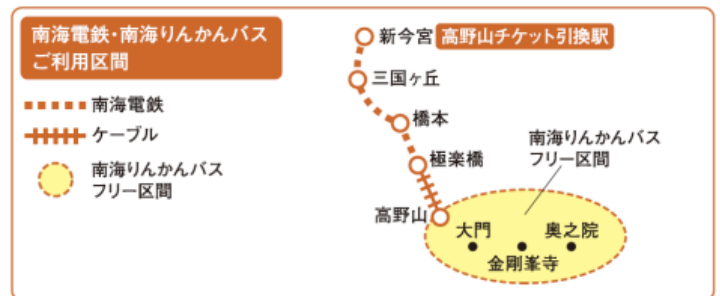 南海電鉄・南海りんかんバス
ご利用区間
南海電鉄
ケーブル
南海りんかんバス
フリー区間
新今宮 高野山チケット引換駅
三国ヶ丘
橋本
極楽橋
高野山
南海りんかんバス
フリー区間
大門
奥之院
金剛峯寺